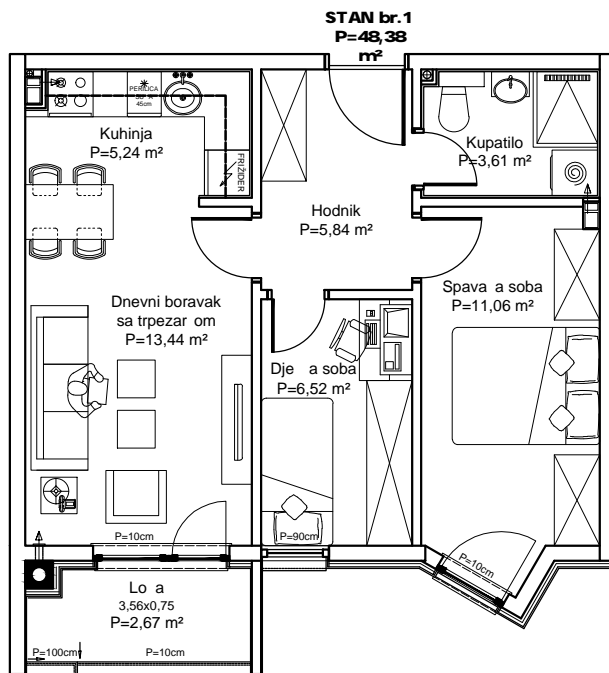 STAN br.1
P=48,38
m²
PERILICA
45cm
Kuhinja
P=5,24 m²
FRIŽIDER
Kupatilo
P=3,61 m²
Hodnik
P=5,84 m²
Dnevni boravak
sa trpezar om
P=13,44 m²
Spava a soba
P=11,06 m²
Dje a soba
P=6,52 m²
P=10cm
P=90cm
P=10cm
Lo a
3,56x0,75
P=2,67 m²
P=100cm
P=10cm